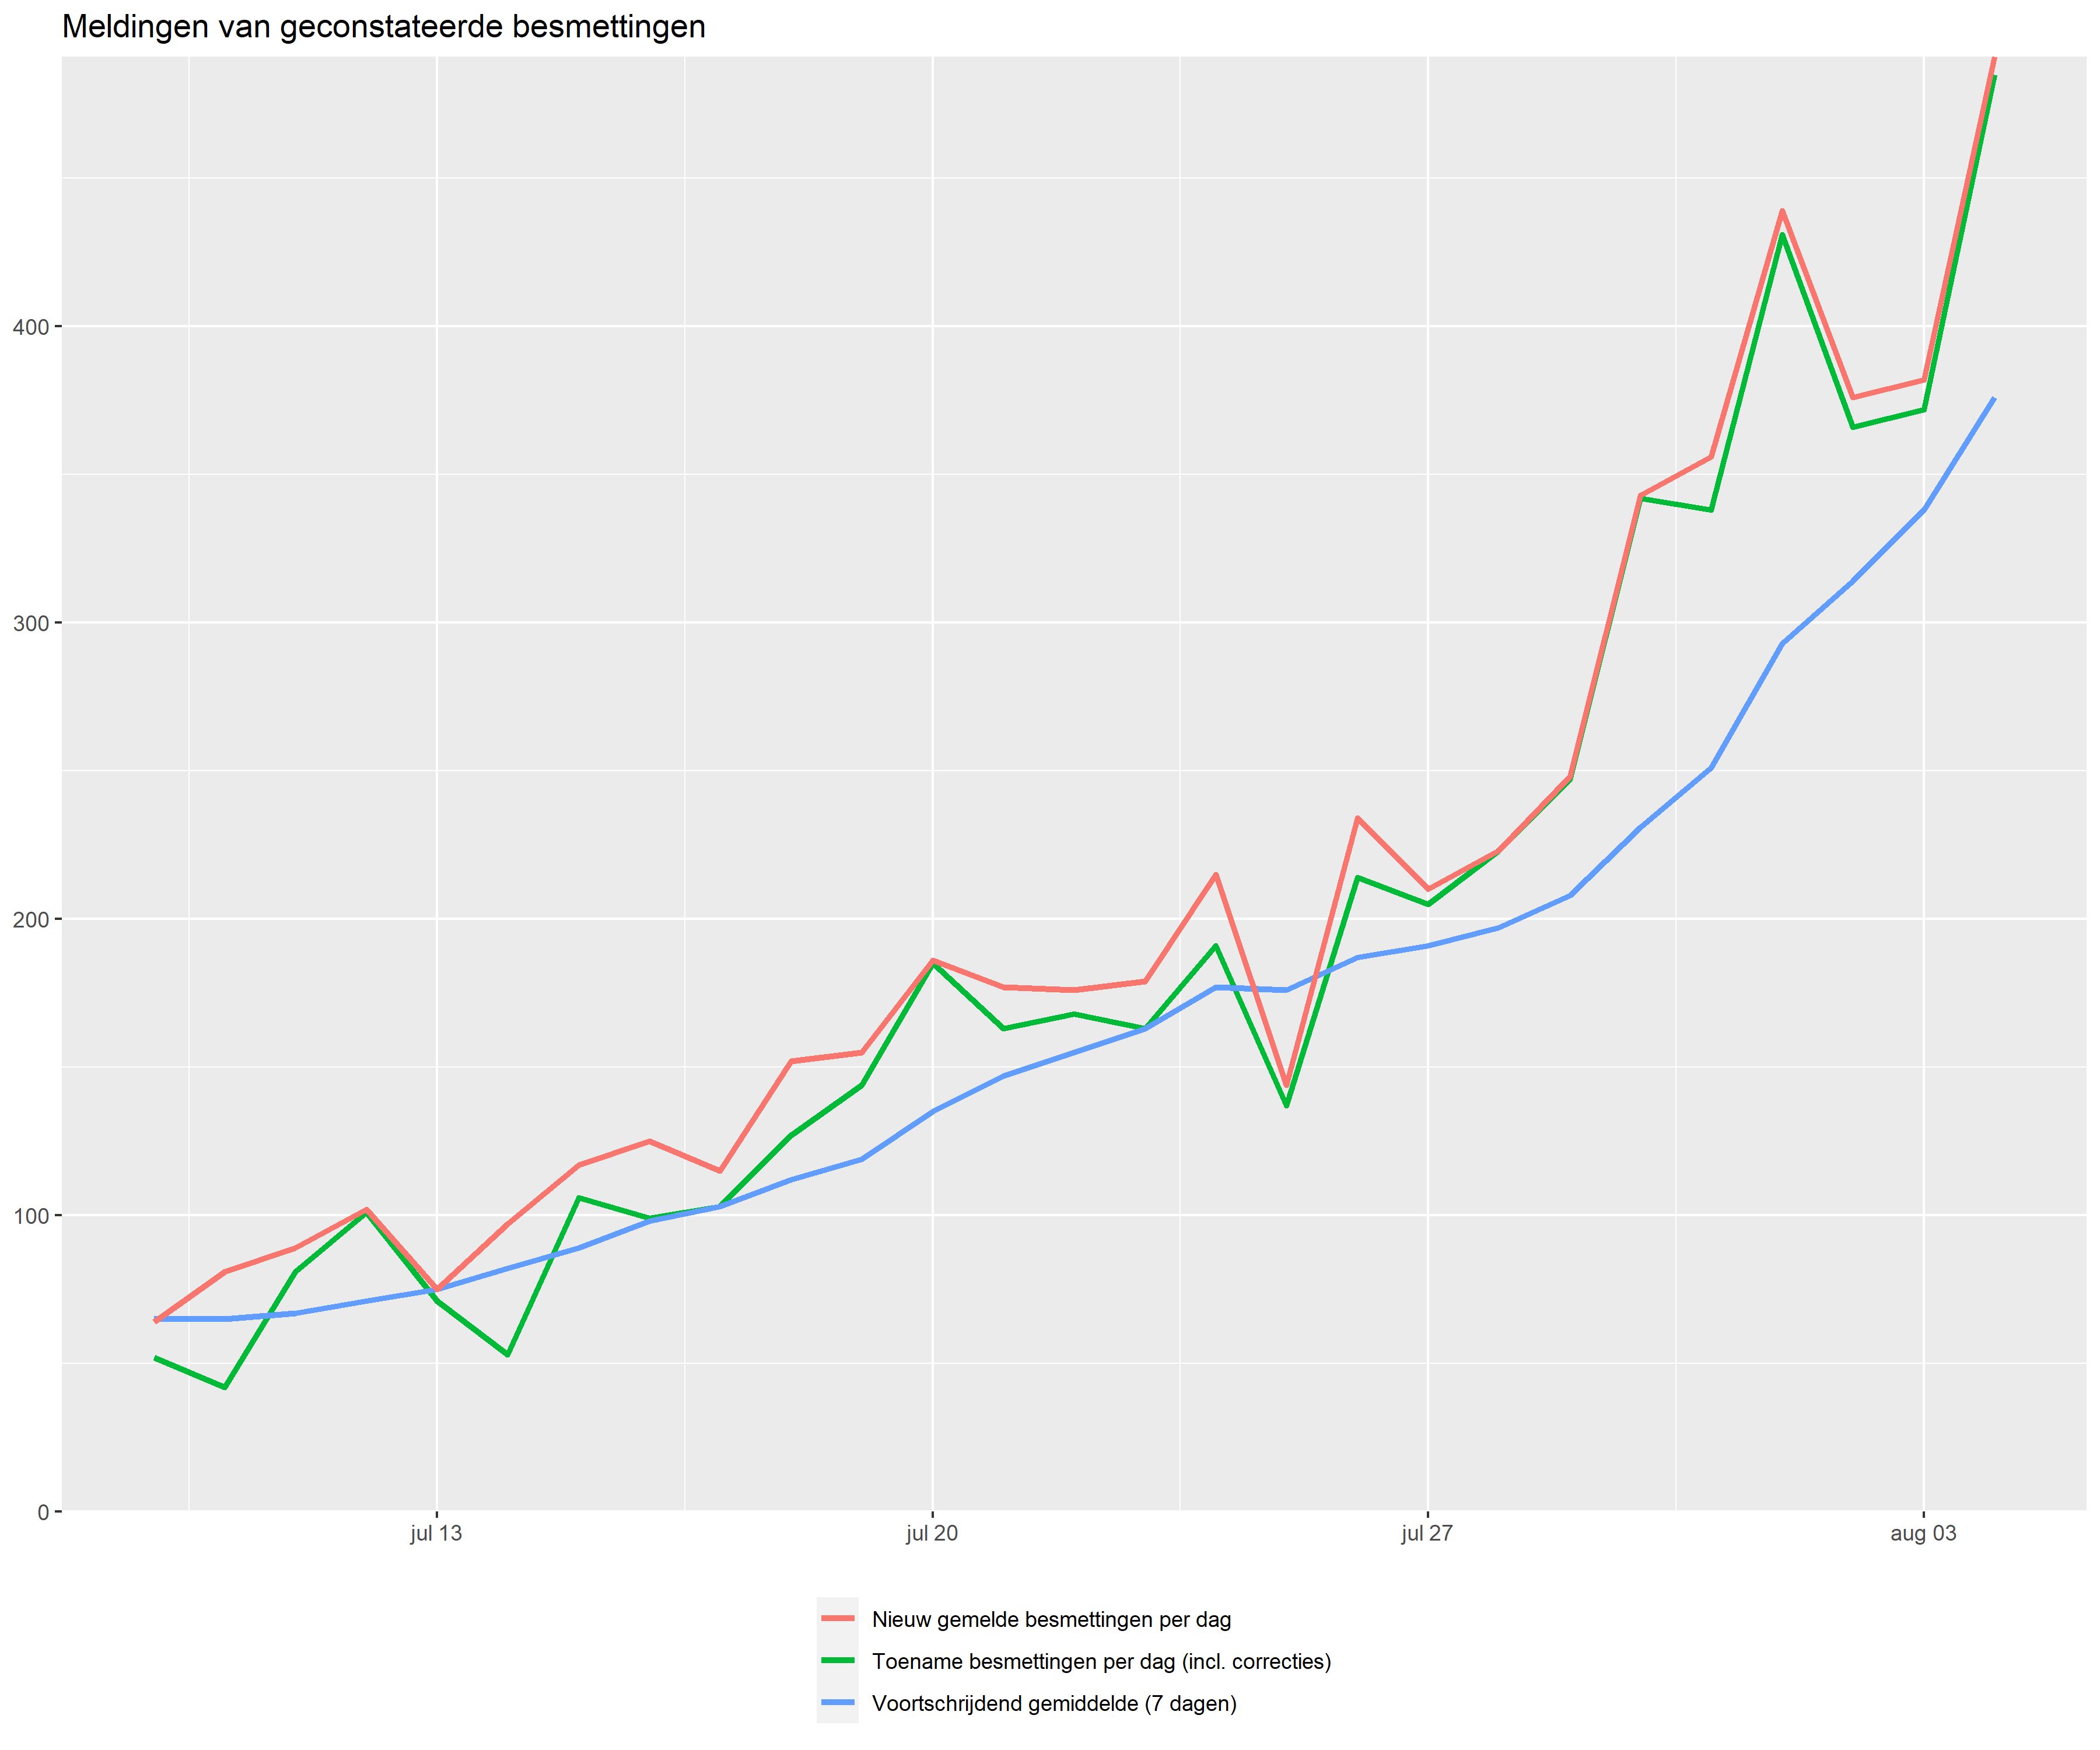 Meldingen van geconstateerde besmettingen
400
300
200
100
0
jul 13 jul 20 jul 27 aug 03
Nieuw gemelde besmettingen per dag
Toename besmettingen per dag (incl. correcties)
Voortschrijdend gemiddelde (7 dagen)